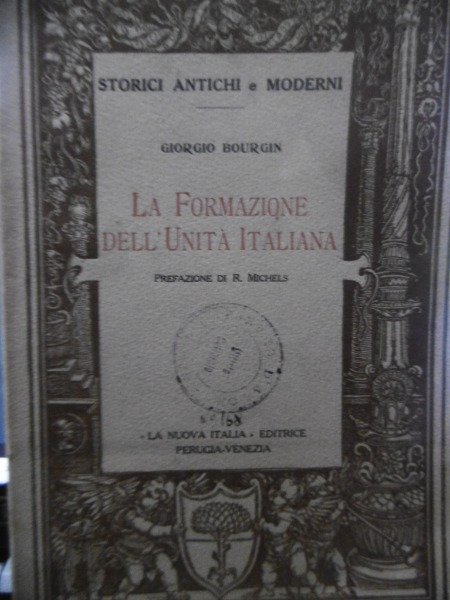 STORICI ANTICHI e MODERNI
GIORGIO BOURGIN
LA FORMAZIONE
DELL'UNITÀ ITALIANA
PREFAZIONE DI R. MICHELS
« LA NUOVA ITALIA » EDITRICE
PERUGIA-VENEZIA